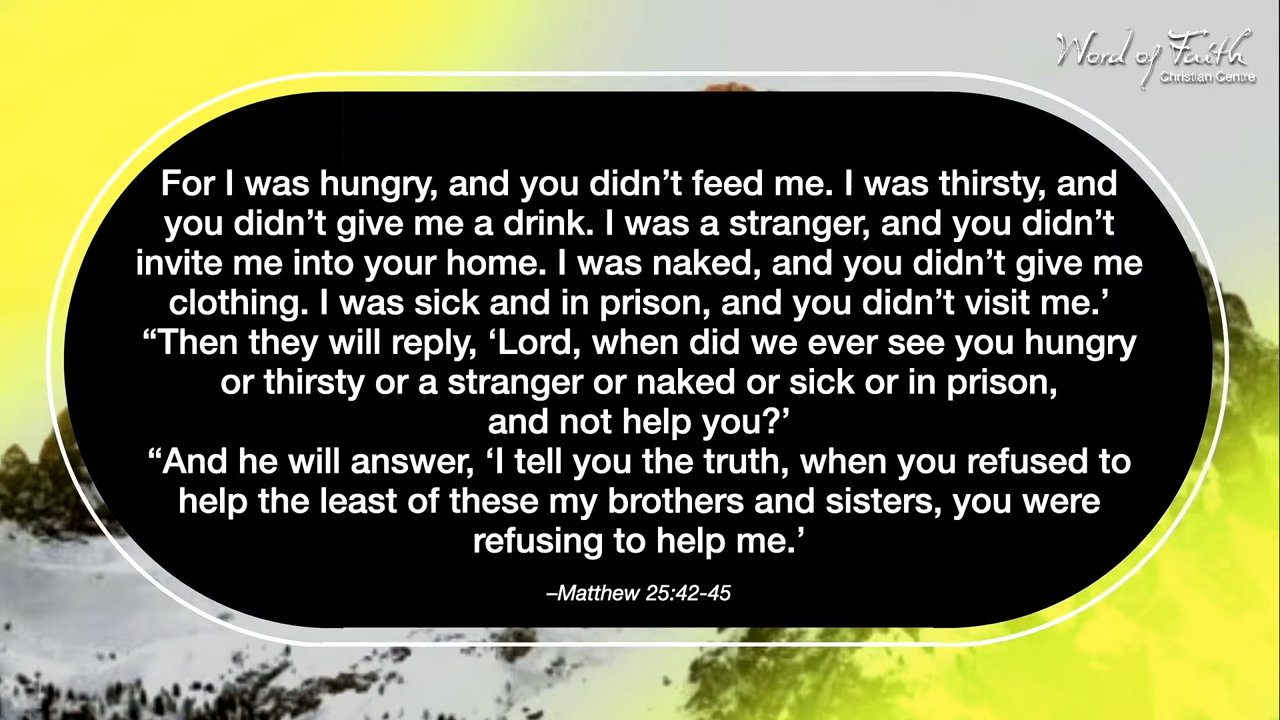 Word of Faith
Christian Centre
For I was hungry, and you didn’t feed me. I was thirsty, and
you didn’t give me a drink. I was a stranger, and you didn’t
invite me into your home. I was naked, and you didn’t give me
clothing. I was sick and in prison, and you didn’t visit me.’
“Then they will reply, ‘Lord, when did we ever see you hungry
or thirsty or a stranger or naked or sick or in prison,
and not help you?’
“And he will answer, ‘I tell you the truth, when you refused to
help the least of these my brothers and sisters, you were
refusing to help me.’
–Matthew 25:42-45